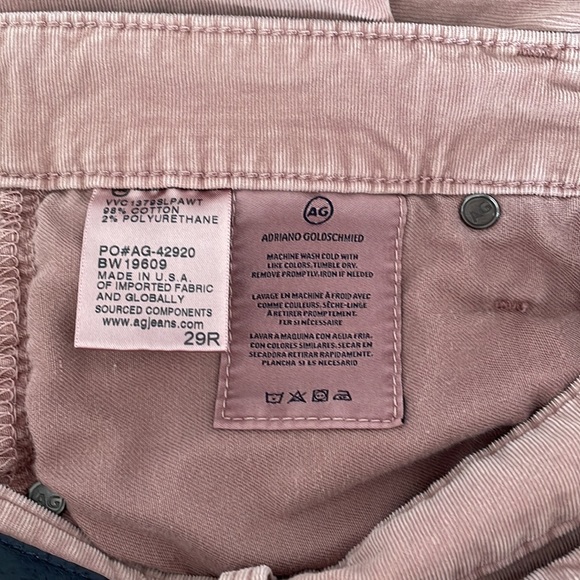 VVC1379SLPAWT
98% COTTON
2% POLYURETHANE
PO#AG-42920
BW19609
MADE IN U.S.A.
OF IMPORTED FABRIC
AND GLOBALLY
SOURCED COMPONENTS
www.agjeans.com
29R
AG
ADRIANO GOLDSCHMIED
MACHINE WASH COLD WITH
LIKE COLORS. TUMBLE DRY.
REMOVE PROMPTLY. IRON IF NEEDED
LAVAGE EN MACHINE À FROID AVEC
COMME COULEURS. SÈCHE-LINGE
À RETIRER PROMPTEMENT.
FER SI NÉCESSAIRE
LAVAR A MAQUINA CON AGUA FRIA.
CON COLORES SIMILARES. SECAR EN
SECADORA RETIRAR RAPIDAMENTE.
PLANCHA SI ES NECESARIO
AG
AG